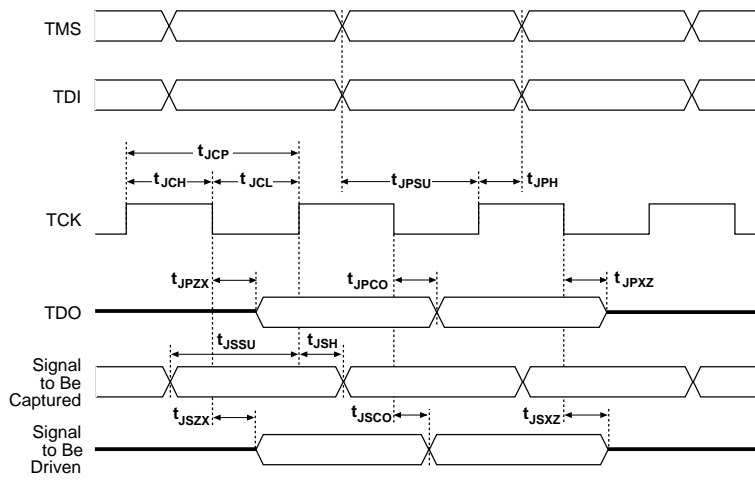 TMS
TDI
tJCP
tJCH
tJCL
tJPSU
tJPH
TCK
tJPZX
tJPCO
tJPXZ
TDO
tJSSU
tJSH
Signal
to Be
Captured
tJSZX
tJSCO
tJSXZ
Signal
to Be
Driven